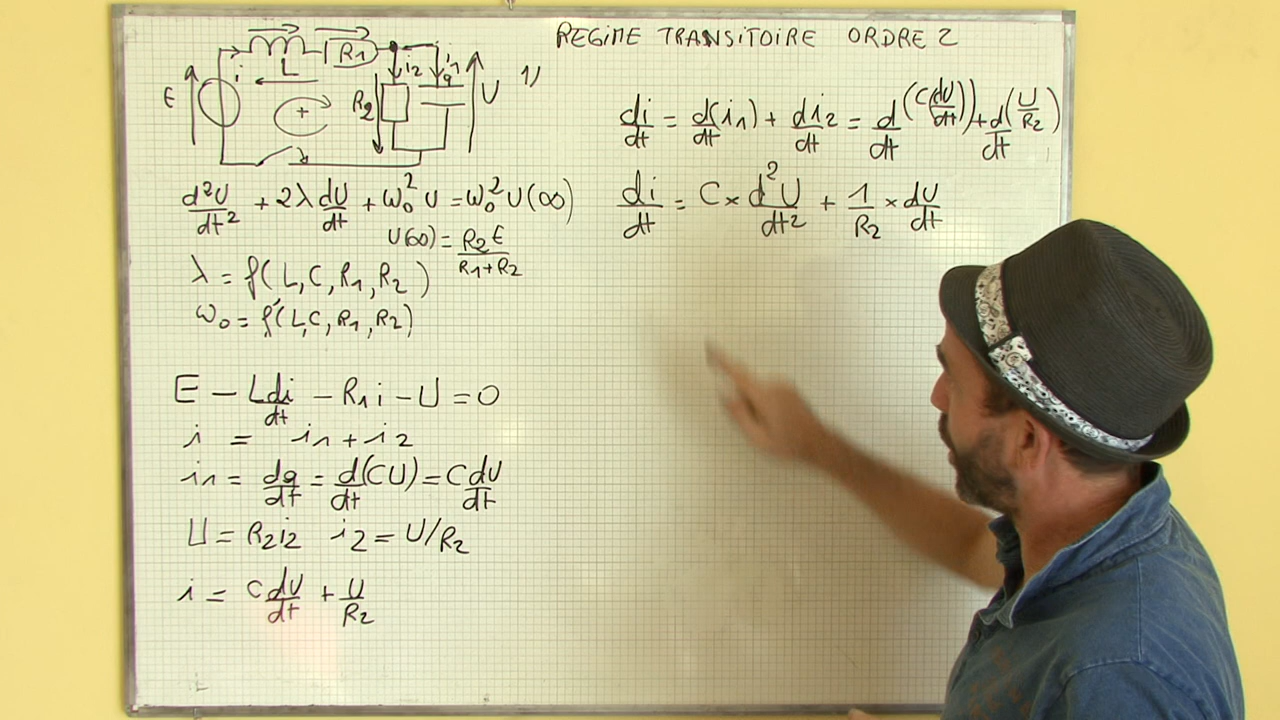 REGIME TRANSITOIRE ORDRE 2
E i L R1 R2 i2 i1 q U +
d²U/dt² + 2λ dU/dt + ω₀² U = ω₀² U(∞)
U(∞) = R2E/(R1+R2)
λ = f(L,C,R1,R2)
ω₀ = f'(L,C,R1,R2)
E - L di/dt - R1 i - U = 0
i = i1 + i2
i1 = dq/dt = d/dt(CU) = C dU/dt
U = R2i2 i2 = U/R2
i = C dU/dt + U/R2
1)
di/dt = d/dt(i1) + di2/dt = d/dt(C(dU/dt)) + d/dt(U/R2)
di/dt = C × d²U/dt² + 1/R2 × dU/dt